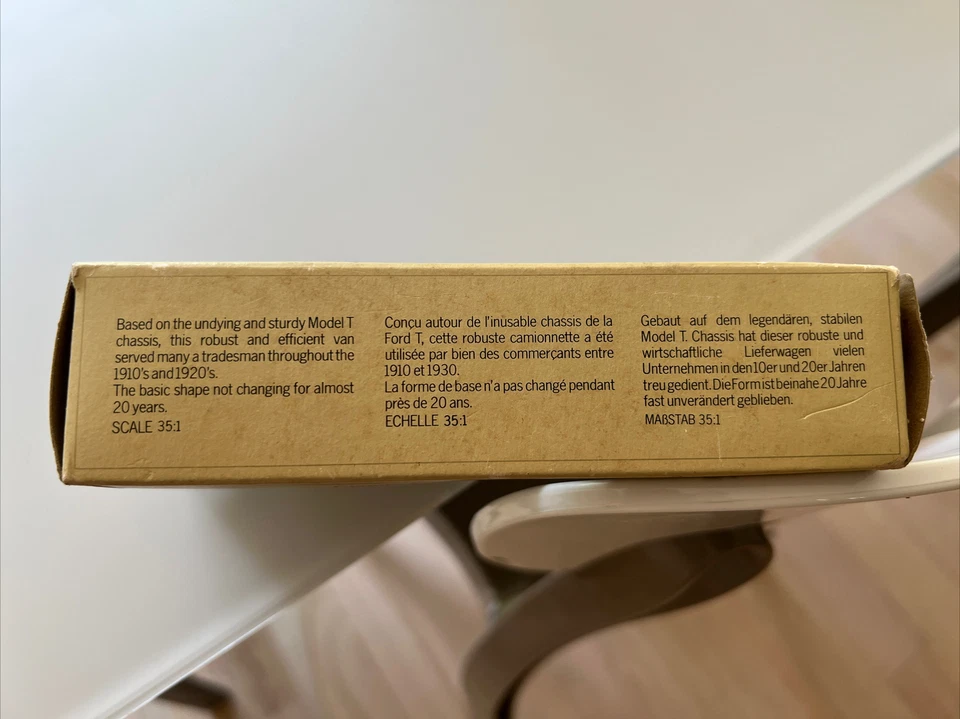 Based on the undying and sturdy Model T
chassis, this robust and efficient van
served many a tradesman throughout the
1910's and 1920's.
The basic shape not changing for almost
20 years.
SCALE 35:1
Conçu autour de l'inüsable chassis de la
Ford T, cette robuste camionnette a été
utilisée par bien des commerçants entre
1910 et 1930.
La forme de base n'a pas changé pendant
près de 20 ans.
ECHELLE 35:1
Gebaut auf dem legendären, stabilen
Model T. Chassis hat dieser robuste und
wirtschaftliche Lieferwagen vielen
Unternehmen in den 10er und 20er Jahren
treu gedient. Die Form ist beinahe 20 Jahre
fast unverändert geblieben.
MAßSTAB 35:1